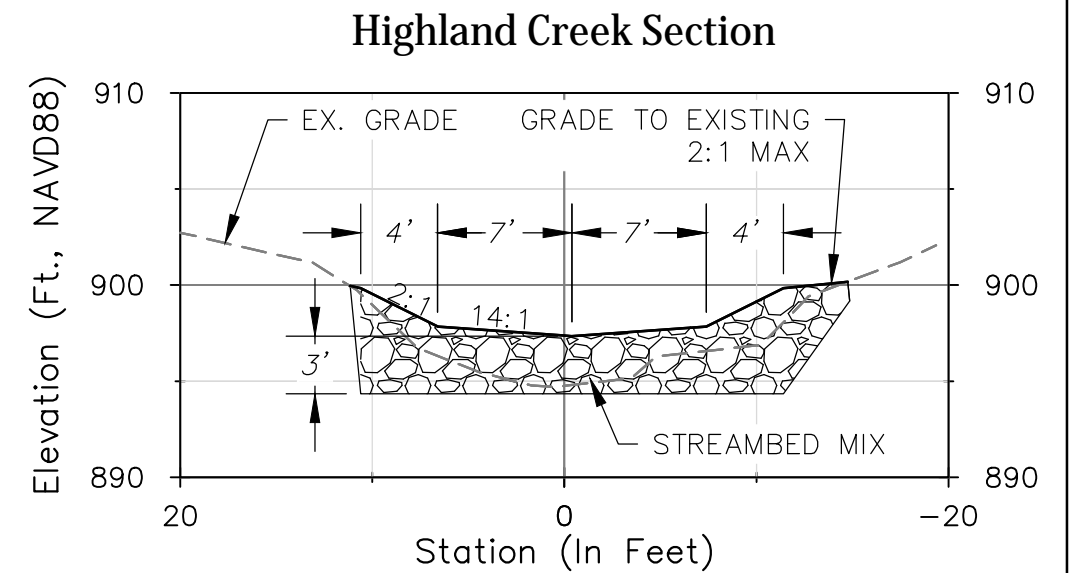 Highland Creek Section
910
910
EX. GRADE
GRADE TO EXISTING
2:1 MAX
4'
7'
7'
4'
900
900
2:1
14:1
3'
STREAMBED MIX
890
890
20
0
-20
Station (In Feet)
Elevation (Ft., NAVD88)